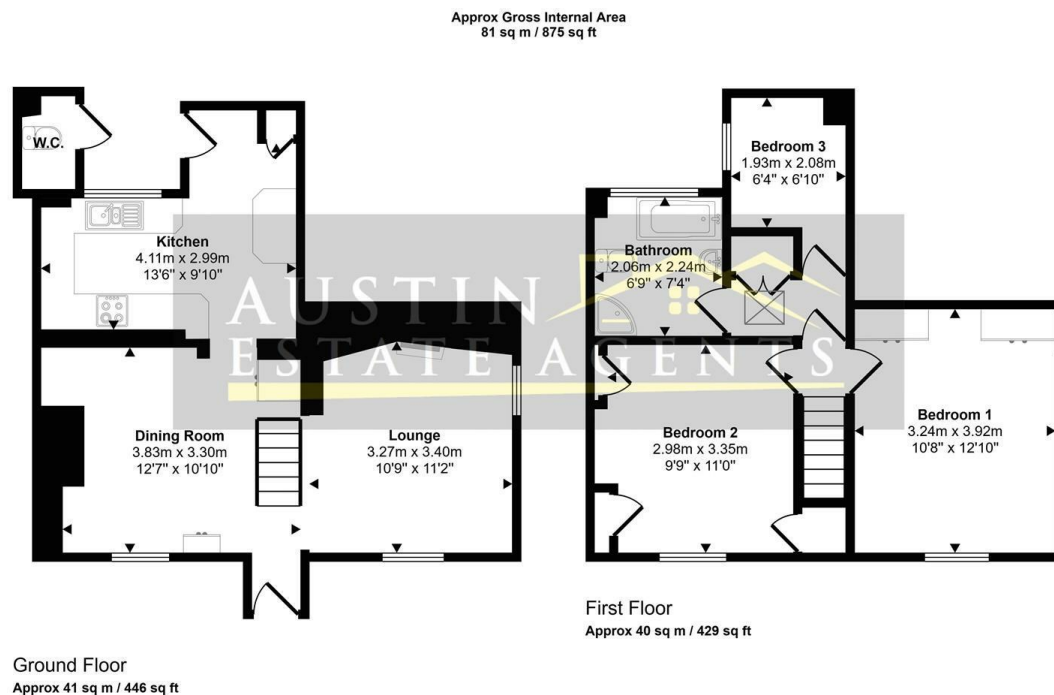 Approx Gross Internal Area
81 sq m / 875 sq ft
W.C.
Kitchen
4.11m x 2.99m
13'6" x 9'10"
Dining Room
3.83m x 3.30m
12'7" x 10'10"
Lounge
3.27m x 3.40m
10'9" x 11'2"
Ground Floor
Approx 41 sq m / 446 sq ft
Bedroom 3
1.93m x 2.08m
6'4" x 6'10"
Bathroom
2.06m x 2.24m
6'9" x 7'4"
Bedroom 2
2.98m x 3.35m
9'9" x 11'0"
Bedroom 1
3.24m x 3.92m
10'8" x 12'10"
First Floor
Approx 40 sq m / 429 sq ft
AUSTIN
ESTATE AGENTS